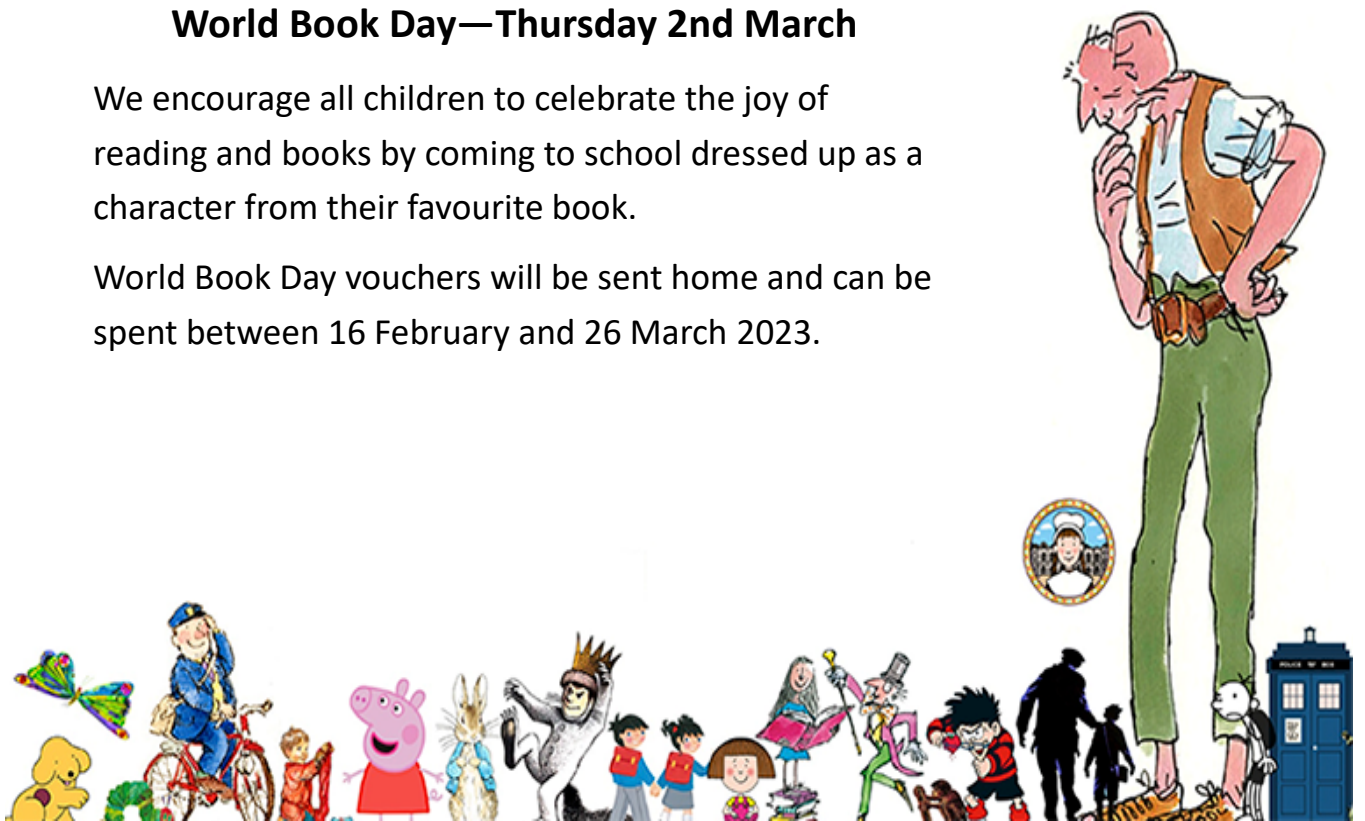 World Book Day—Thursday 2nd March
We encourage all children to celebrate the joy of
reading and books by coming to school dressed up as a
character from their favourite book.
World Book Day vouchers will be sent home and can be
spent between 16 February and 26 March 2023.